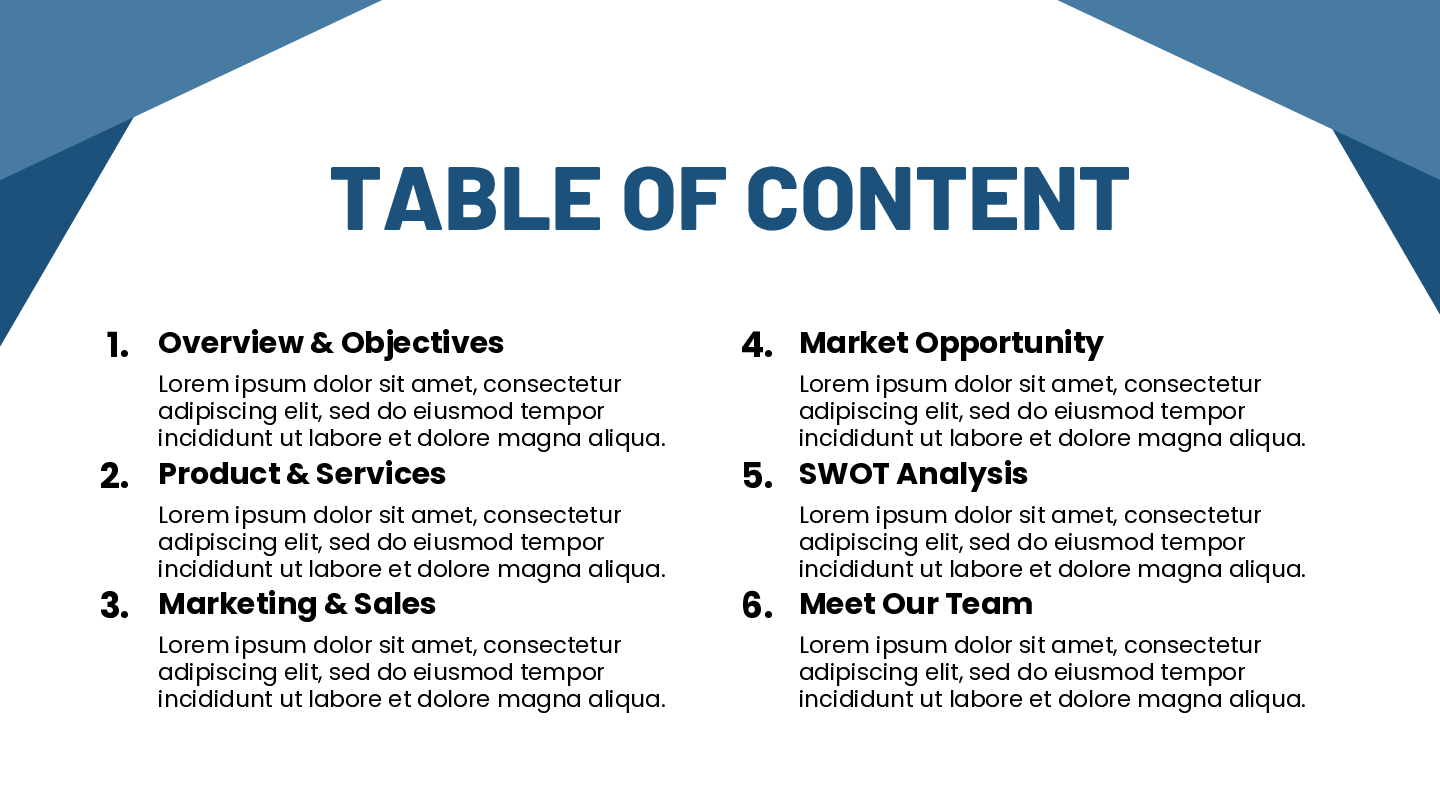 TABLE OF CONTENT
1. Overview & Objectives
Lorem ipsum dolor sit amet, consectetur
adipiscing elit, sed do eiusmod tempor
incididunt ut labore et dolore magna aliqua.
2. Product & Services
Lorem ipsum dolor sit amet, consectetur
adipiscing elit, sed do eiusmod tempor
incididunt ut labore et dolore magna aliqua.
3. Marketing & Sales
Lorem ipsum dolor sit amet, consectetur
adipiscing elit, sed do eiusmod tempor
incididunt ut labore et dolore magna aliqua.
4. Market Opportunity
Lorem ipsum dolor sit amet, consectetur
adipiscing elit, sed do eiusmod tempor
incididunt ut labore et dolore magna aliqua.
5. SWOT Analysis
Lorem ipsum dolor sit amet, consectetur
adipiscing elit, sed do eiusmod tempor
incididunt ut labore et dolore magna aliqua.
6. Meet Our Team
Lorem ipsum dolor sit amet, consectetur
adipiscing elit, sed do eiusmod tempor
incididunt ut labore et dolore magna aliqua.